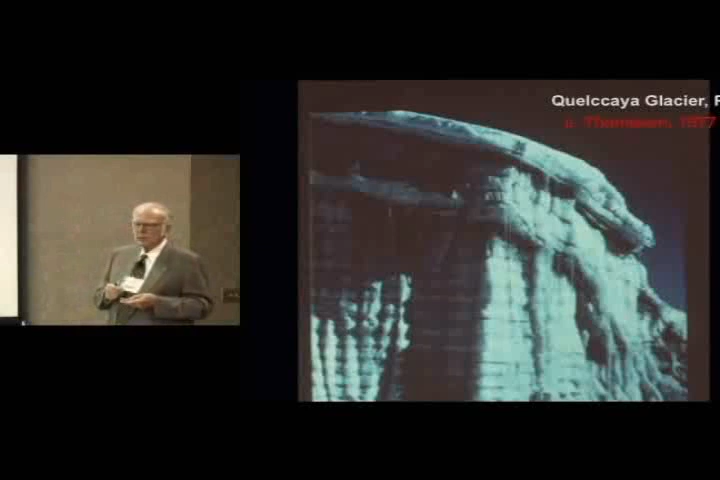 Quelccaya Glacier, P
L. Thompson, 1977